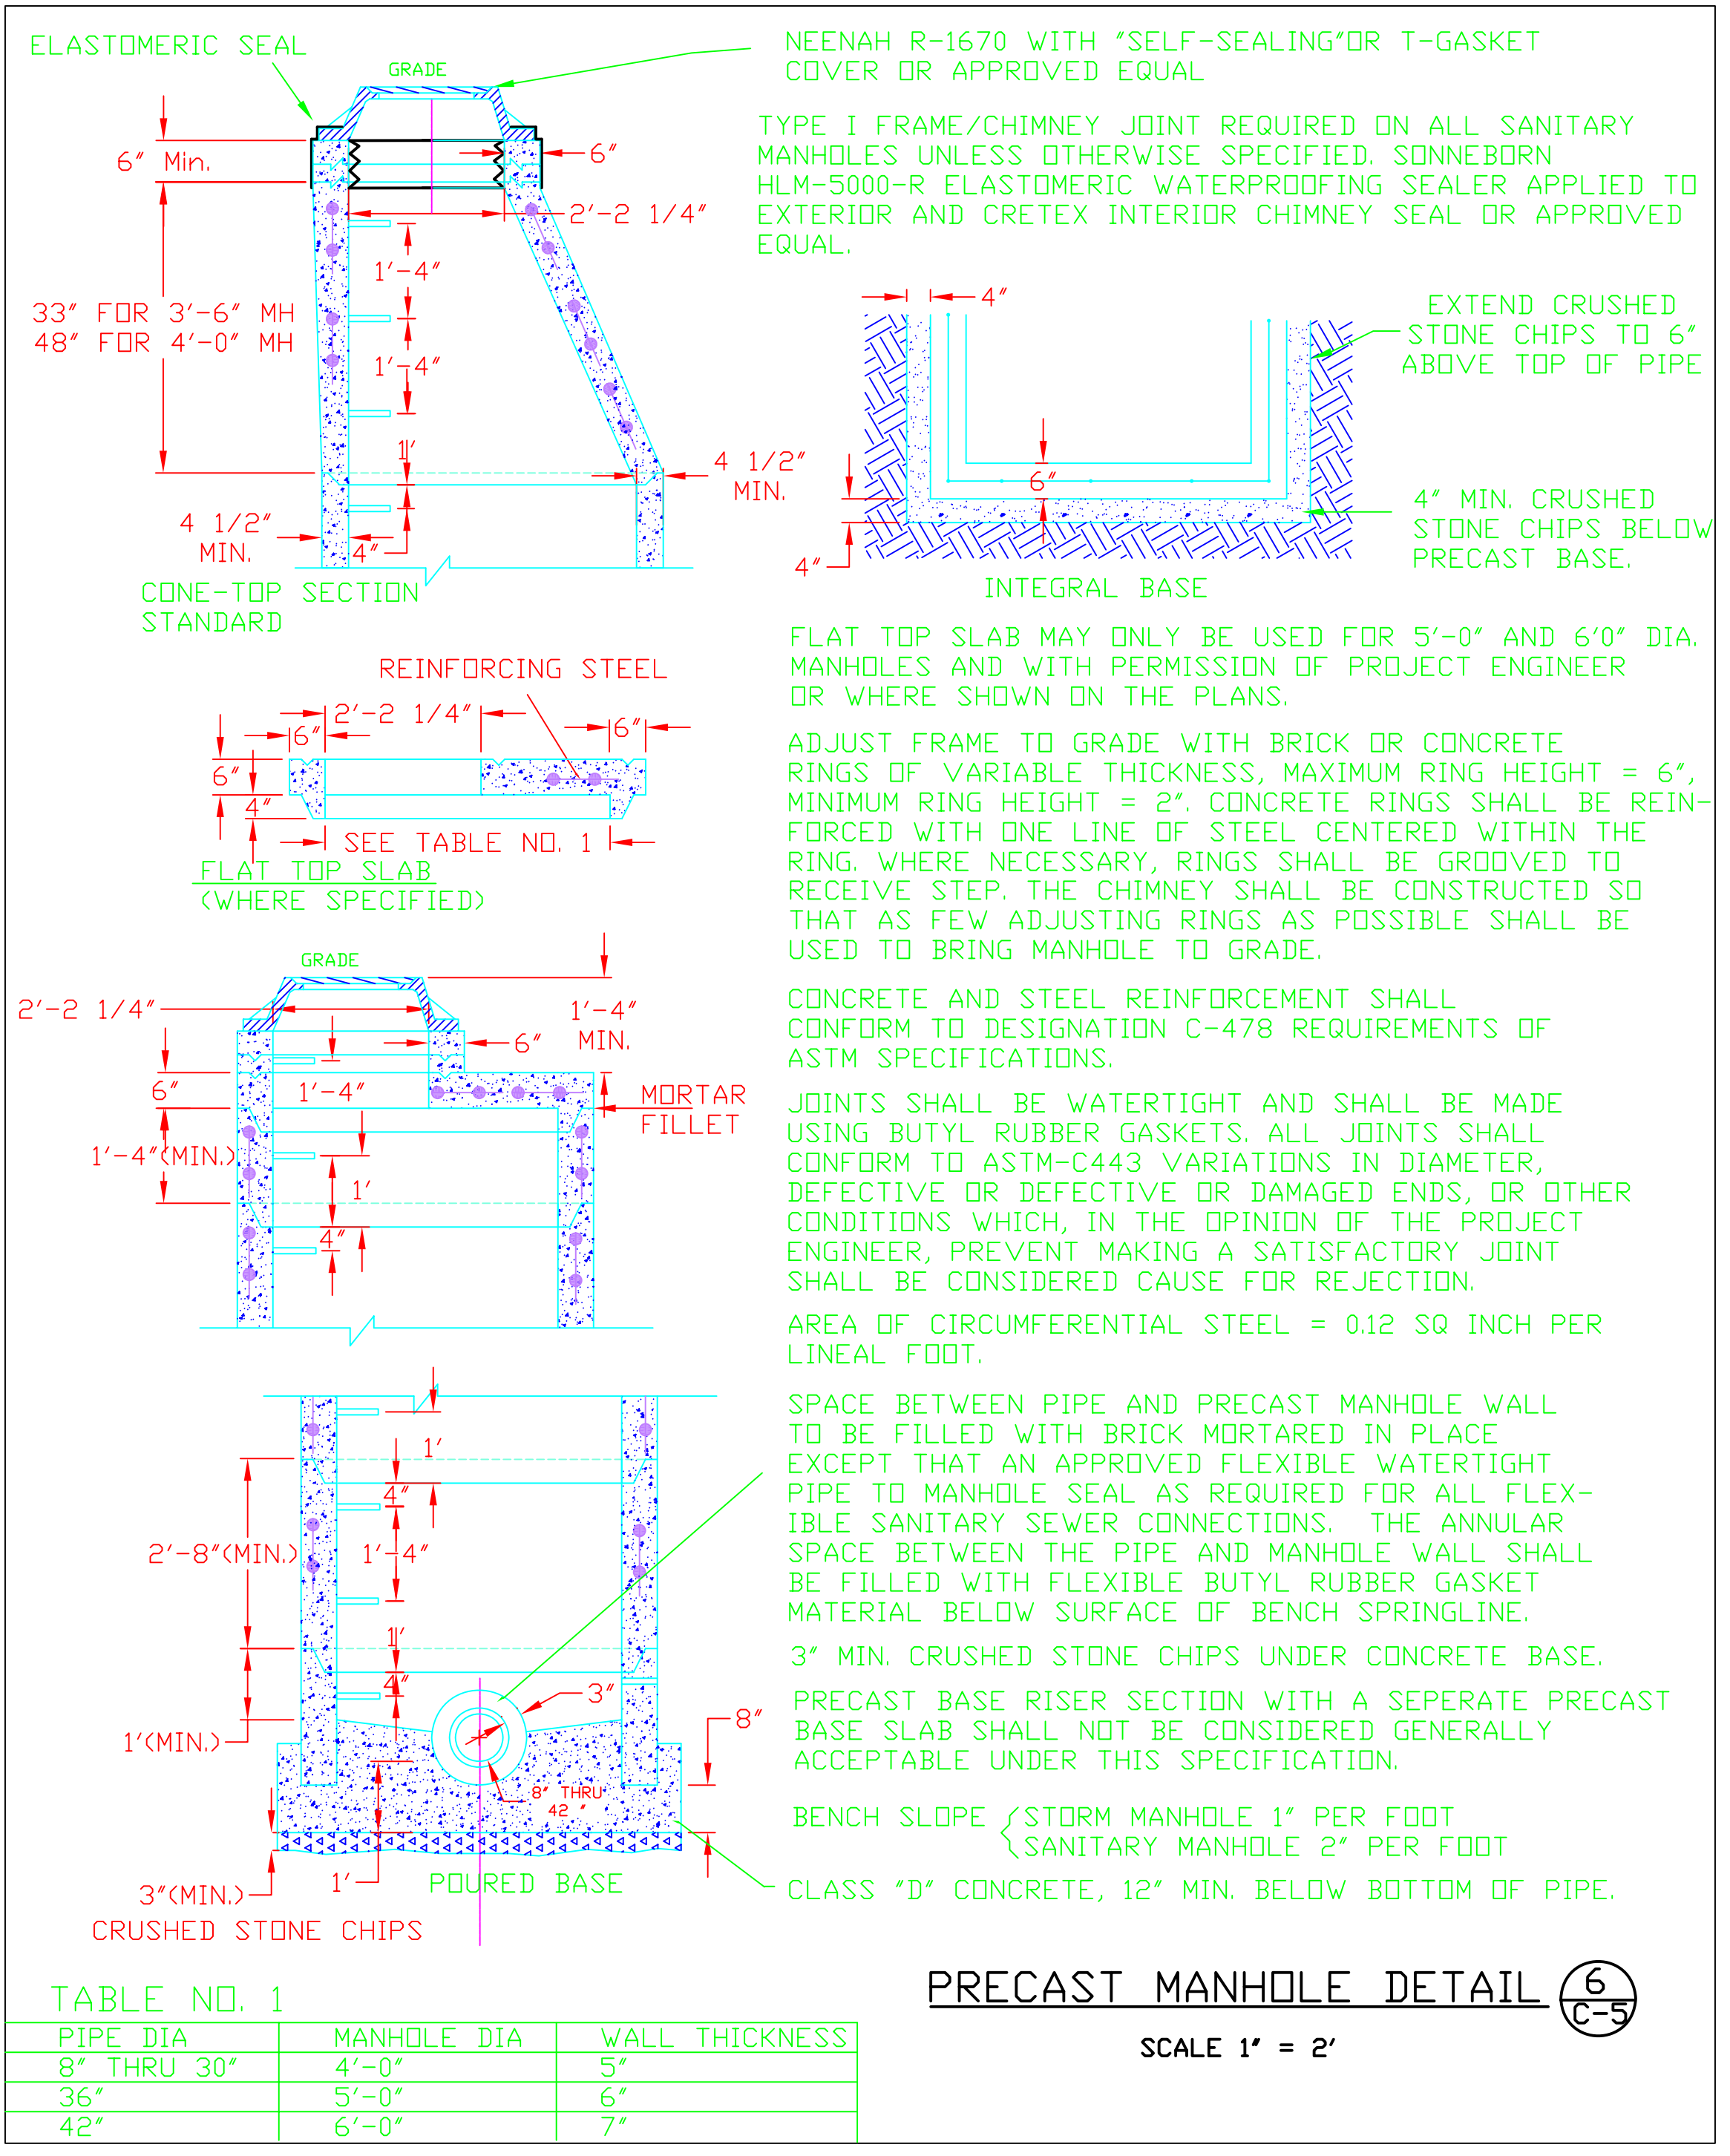 ELASTOMERIC SEAL
GRADE
6" Min.
6"
2'-2 1/4"
1'-4"
33" FOR 3'-6" MH
48" FOR 4'-0" MH
1'-4"
1'
4 1/2"
MIN.
4 1/2"
MIN.
4"
CONE-TOP SECTION
STANDARD
NEENAH R-1670 WITH "SELF-SEALING"OR T-GASKET
COVER OR APPROVED EQUAL
TYPE I FRAME/CHIMNEY JOINT REQUIRED ON ALL SANITARY
MANHOLES UNLESS OTHERWISE SPECIFIED. SONNEBORN
HLM-5000-R ELASTOMERIC WATERPROOFING SEALER APPLIED TO
EXTERIOR AND CRETEX INTERIOR CHIMNEY SEAL OR APPROVED
EQUAL.
4"
EXTEND CRUSHED
STONE CHIPS TO 6"
ABOVE TOP OF PIPE
6"
4" MIN. CRUSHED
STONE CHIPS BELOW
PRECAST BASE.
4"
INTEGRAL BASE
REINFORCING STEEL
2'-2 1/4"
6"
6"
6"
4"
SEE TABLE NO. 1
FLAT TOP SLAB
(WHERE SPECIFIED)
FLAT TOP SLAB MAY ONLY BE USED FOR 5'-0" AND 6'0" DIA.
MANHOLES AND WITH PERMISSION OF PROJECT ENGINEER
OR WHERE SHOWN ON THE PLANS.
ADJUST FRAME TO GRADE WITH BRICK OR CONCRETE
RINGS OF VARIABLE THICKNESS, MAXIMUM RING HEIGHT = 6",
MINIMUM RING HEIGHT = 2". CONCRETE RINGS SHALL BE REIN-
FORCED WITH ONE LINE OF STEEL CENTERED WITHIN THE
RING. WHERE NECESSARY, RINGS SHALL BE GROOVED TO
RECEIVE STEP. THE CHIMNEY SHALL BE CONSTRUCTED SO
THAT AS FEW ADJUSTING RINGS AS POSSIBLE SHALL BE
USED TO BRING MANHOLE TO GRADE.
GRADE
2'-2 1/4"
1'-4"
MIN.
6"
6"
1'-4"
MORTAR
FILLET
1'-4"(MIN.)
1'
4"
CONCRETE AND STEEL REINFORCEMENT SHALL
CONFORM TO DESIGNATION C-478 REQUIREMENTS OF
ASTM SPECIFICATIONS.
JOINTS SHALL BE WATERTIGHT AND SHALL BE MADE
USING BUTYL RUBBER GASKETS. ALL JOINTS SHALL
CONFORM TO ASTM-C443 VARIATIONS IN DIAMETER,
DEFECTIVE OR DEFECTIVE OR DAMAGED ENDS, OR OTHER
CONDITIONS WHICH, IN THE OPINION OF THE PROJECT
ENGINEER, PREVENT MAKING A SATISFACTORY JOINT
SHALL BE CONSIDERED CAUSE FOR REJECTION.
AREA OF CIRCUMFERENTIAL STEEL = 0.12 SQ INCH PER
LINEAL FOOT.
1'
4"
2'-8"(MIN.)
1'-4"
1'
4"
3"
8"
1'(MIN.)
8" THRU
42 "
1'
3"(MIN.)
POURED BASE
CRUSHED STONE CHIPS
SPACE BETWEEN PIPE AND PRECAST MANHOLE WALL
TO BE FILLED WITH BRICK MORTARED IN PLACE
EXCEPT THAT AN APPROVED FLEXIBLE WATERTIGHT
PIPE TO MANHOLE SEAL AS REQUIRED FOR ALL FLEX-
IBLE SANITARY SEWER CONNECTIONS. THE ANNULAR
SPACE BETWEEN THE PIPE AND MANHOLE WALL SHALL
BE FILLED WITH FLEXIBLE BUTYL RUBBER GASKET
MATERIAL BELOW SURFACE OF BENCH SPRINGLINE.
3" MIN. CRUSHED STONE CHIPS UNDER CONCRETE BASE.
PRECAST BASE RISER SECTION WITH A SEPERATE PRECAST
BASE SLAB SHALL NOT BE CONSIDERED GENERALLY
ACCEPTABLE UNDER THIS SPECIFICATION.
BENCH SLOPE STORM MANHOLE 1" PER FOOT
SANITARY MANHOLE 2" PER FOOT
CLASS "D" CONCRETE, 12" MIN. BELOW BOTTOM OF PIPE.
PRECAST MANHOLE DETAIL
6
C-5
SCALE 1" = 2'
TABLE NO. 1
PIPE DIA MANHOLE DIA WALL THICKNESS
8" THRU 30" 4'-0" 5"
36" 5'-0" 6"
42" 6'-0" 7"